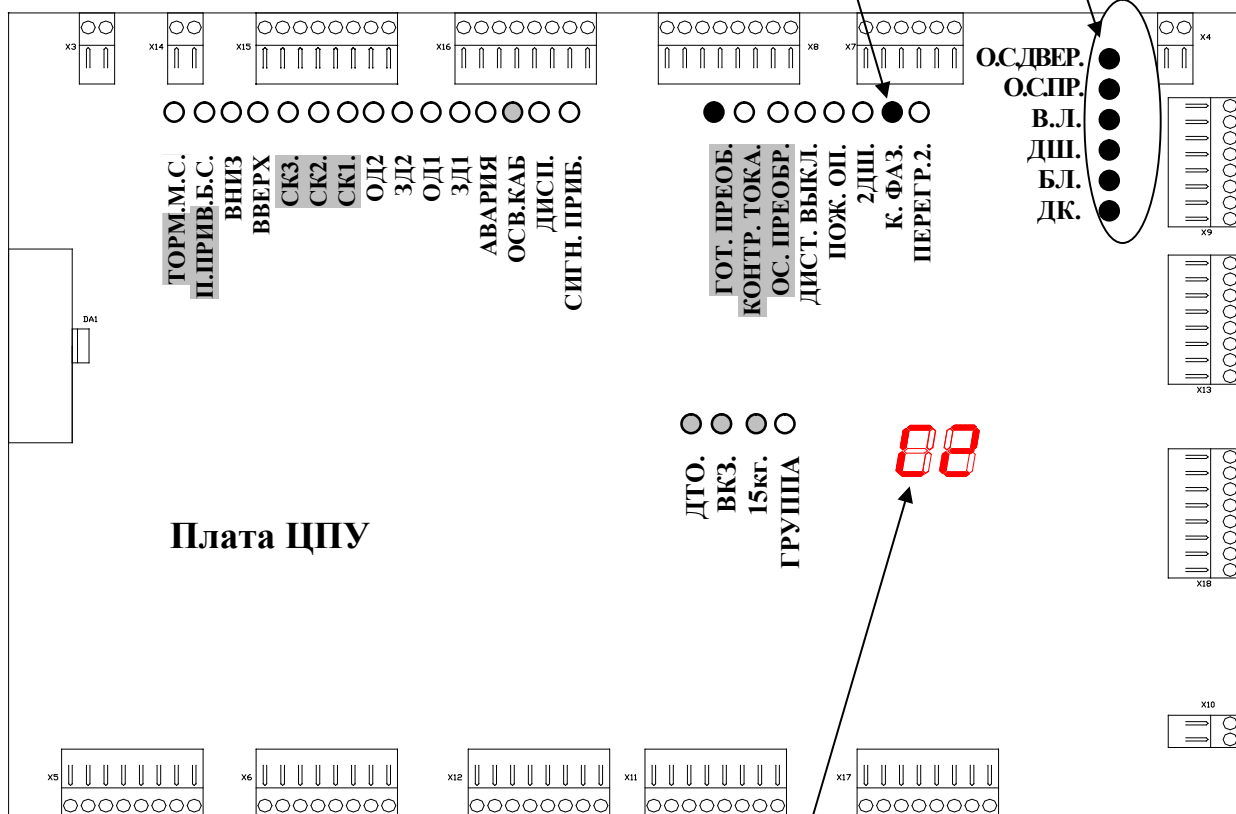 X3
X14
X15
X16
X8
X7
X4
О.С.ДВЕР.
О.С.ПР.
В.Л.
ДШ.
БЛ.
ДК.
X9
ТОРМ.М.С.
П.ПРИВ.Б.С.
ВНИЗ
ВВЕРХ
СК3.
СК2.
СК1.
ОД2
ЗД2
ОД1
ЗД1
АВАРИЯ
ОСВ.КАБ
ДИСП.
СИГН. ПРИБ.
ГОТ. ПРЕОБ.
КОНТР. ТОКА.
ОС. ПРЕОБР.
ДИСТ. ВЫКЛ.
ПОЖ. ОП.
2ДШ.
К. ФАЗ.
ПЕРЕГР.2.
DA1
X13
ДТО.
ВКЗ.
15кг.
ГРУППА
C2
Плата ЦПУ
X18
X10
X5
X6
X12
X11
X17